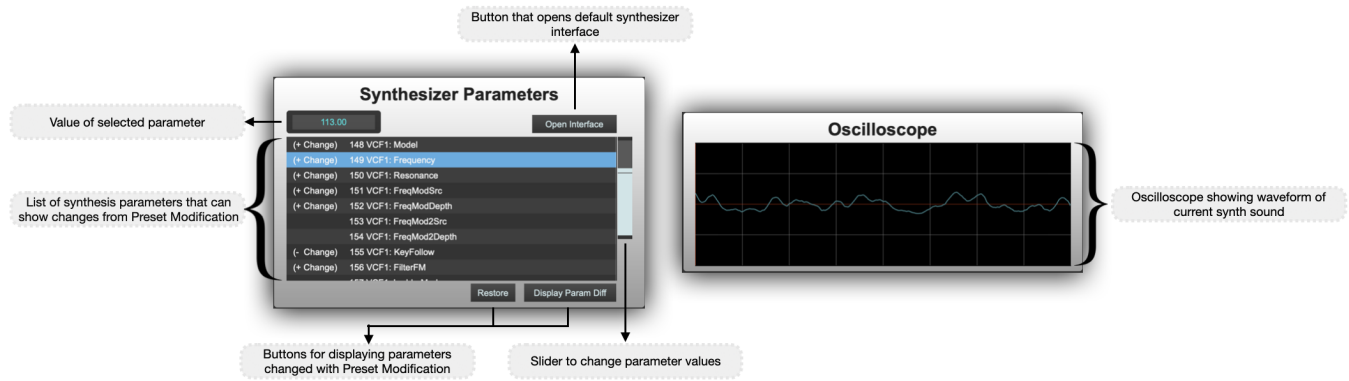 Button that opens default synthesizer
interface
Synthesizer Parameters
Value of selected parameter
113.00
Open Interface
(+ Change) 148 VCF1: Model
(+ Change) 149 VCF1: Frequency
(+ Change) 150 VCF1: Resonance
(+ Change) 151 VCF1: FreqModSrc
(+ Change) 152 VCF1: FreqModDepth
153 VCF1: FreqMod2Src
154 VCF1: FreqMod2Depth
(- Change) 155 VCF1: KeyFollow
(+ Change) 156 VCF1: FilterFM
List of synthesis parameters that can
show changes from Preset Modification
Restore
Display Param Diff
Buttons for displaying parameters
changed with Preset Modification
Slider to change parameter values
Oscilloscope
Oscilloscope showing waveform of
current synth sound